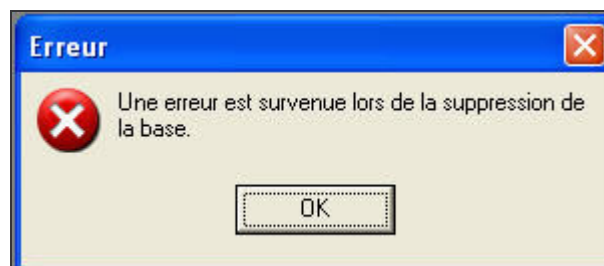 Erreur
Une erreur est survenue lors de la suppression de
la base.
OK